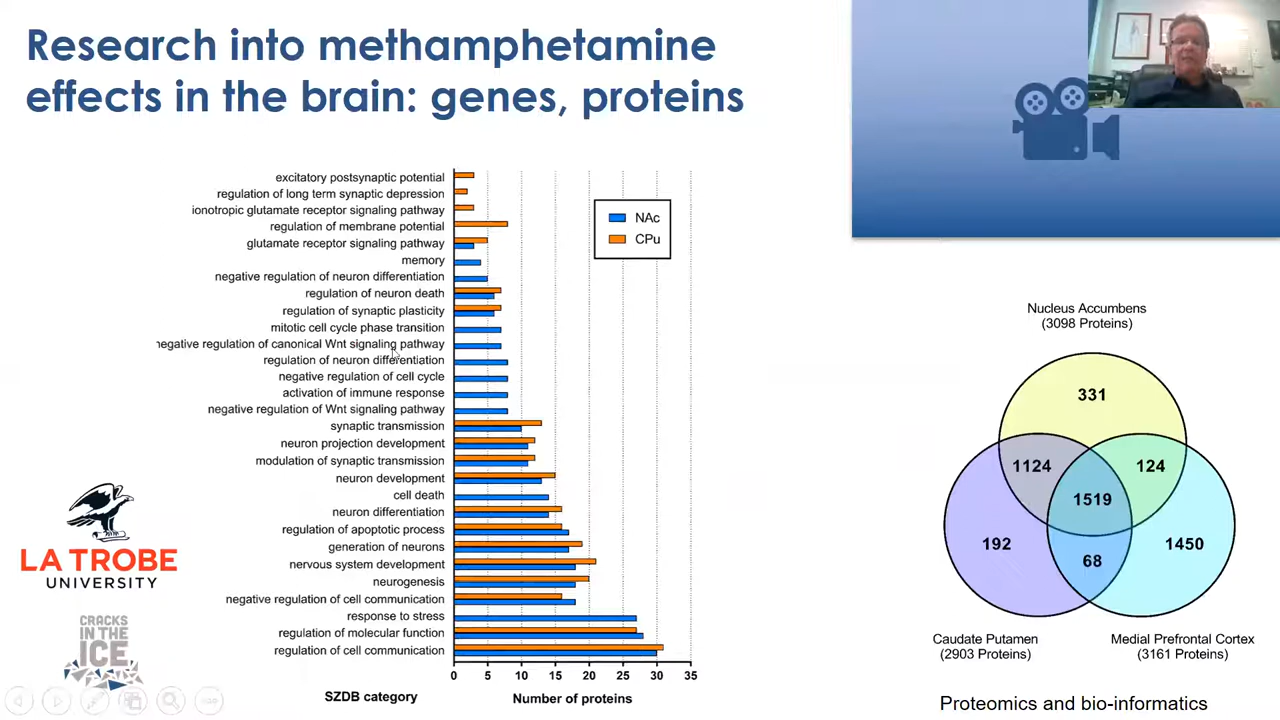 Research into methamphetamine
effects in the brain: genes, proteins
excitatory postsynaptic potential
regulation of long term synaptic depression
ionotropic glutamate receptor signaling pathway
regulation of membrane potential
glutamate receptor signaling pathway
memory
negative regulation of neuron differentiation
regulation of neuron death
regulation of synaptic plasticity
mitotic cell cycle phase transition
negative regulation of canonical Wnt signaling pathway
regulation of neuron differentiation
negative regulation of cell cycle
activation of immune response
negative regulation of Wnt signaling pathway
synaptic transmission
neuron projection development
modulation of synaptic transmission
neuron development
cell death
neuron differentiation
regulation of apoptotic process
generation of neurons
nervous system development
neurogenesis
negative regulation of cell communication
response to stress
regulation of molecular function
regulation of cell communication
0 5 10 15 20 25 30 35
SZDB category
Number of proteins
NAc
CPu
LA TROBE
UNIVERSITY
CRACKS
IN THE
ICE
Nucleus Accumbens
(3098 Proteins)
331
1124
124
1519
192
1450
68
Caudate Putamen
(2903 Proteins)
Medial Prefrontal Cortex
(3161 Proteins)
Proteomics and bio-informatics